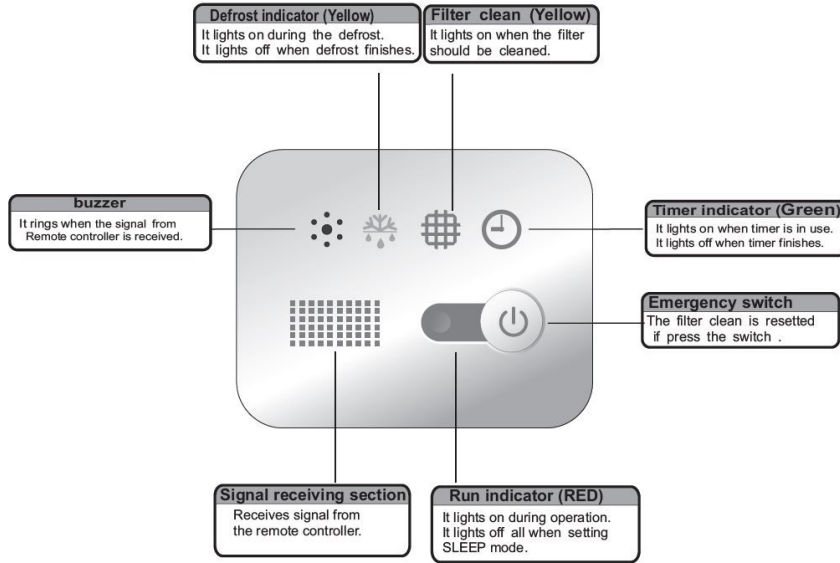 Defrost indicator (Yellow)
It lights on during the defrost.
It lights off when defrost finishes.
Filter clean (Yellow)
It lights on when the filter
should be cleaned.
buzzer
It rings when the signal from
Remote controller is received.
Timer indicator (Green)
It lights on when timer is in use.
It lights off when timer finishes.
Emergency switch
The filter clean is resetted
if press the switch .
Signal receiving section
Receives signal from
the remote controller.
Run indicator (RED)
It lights on during operation.
It lights off all when setting
SLEEP mode.